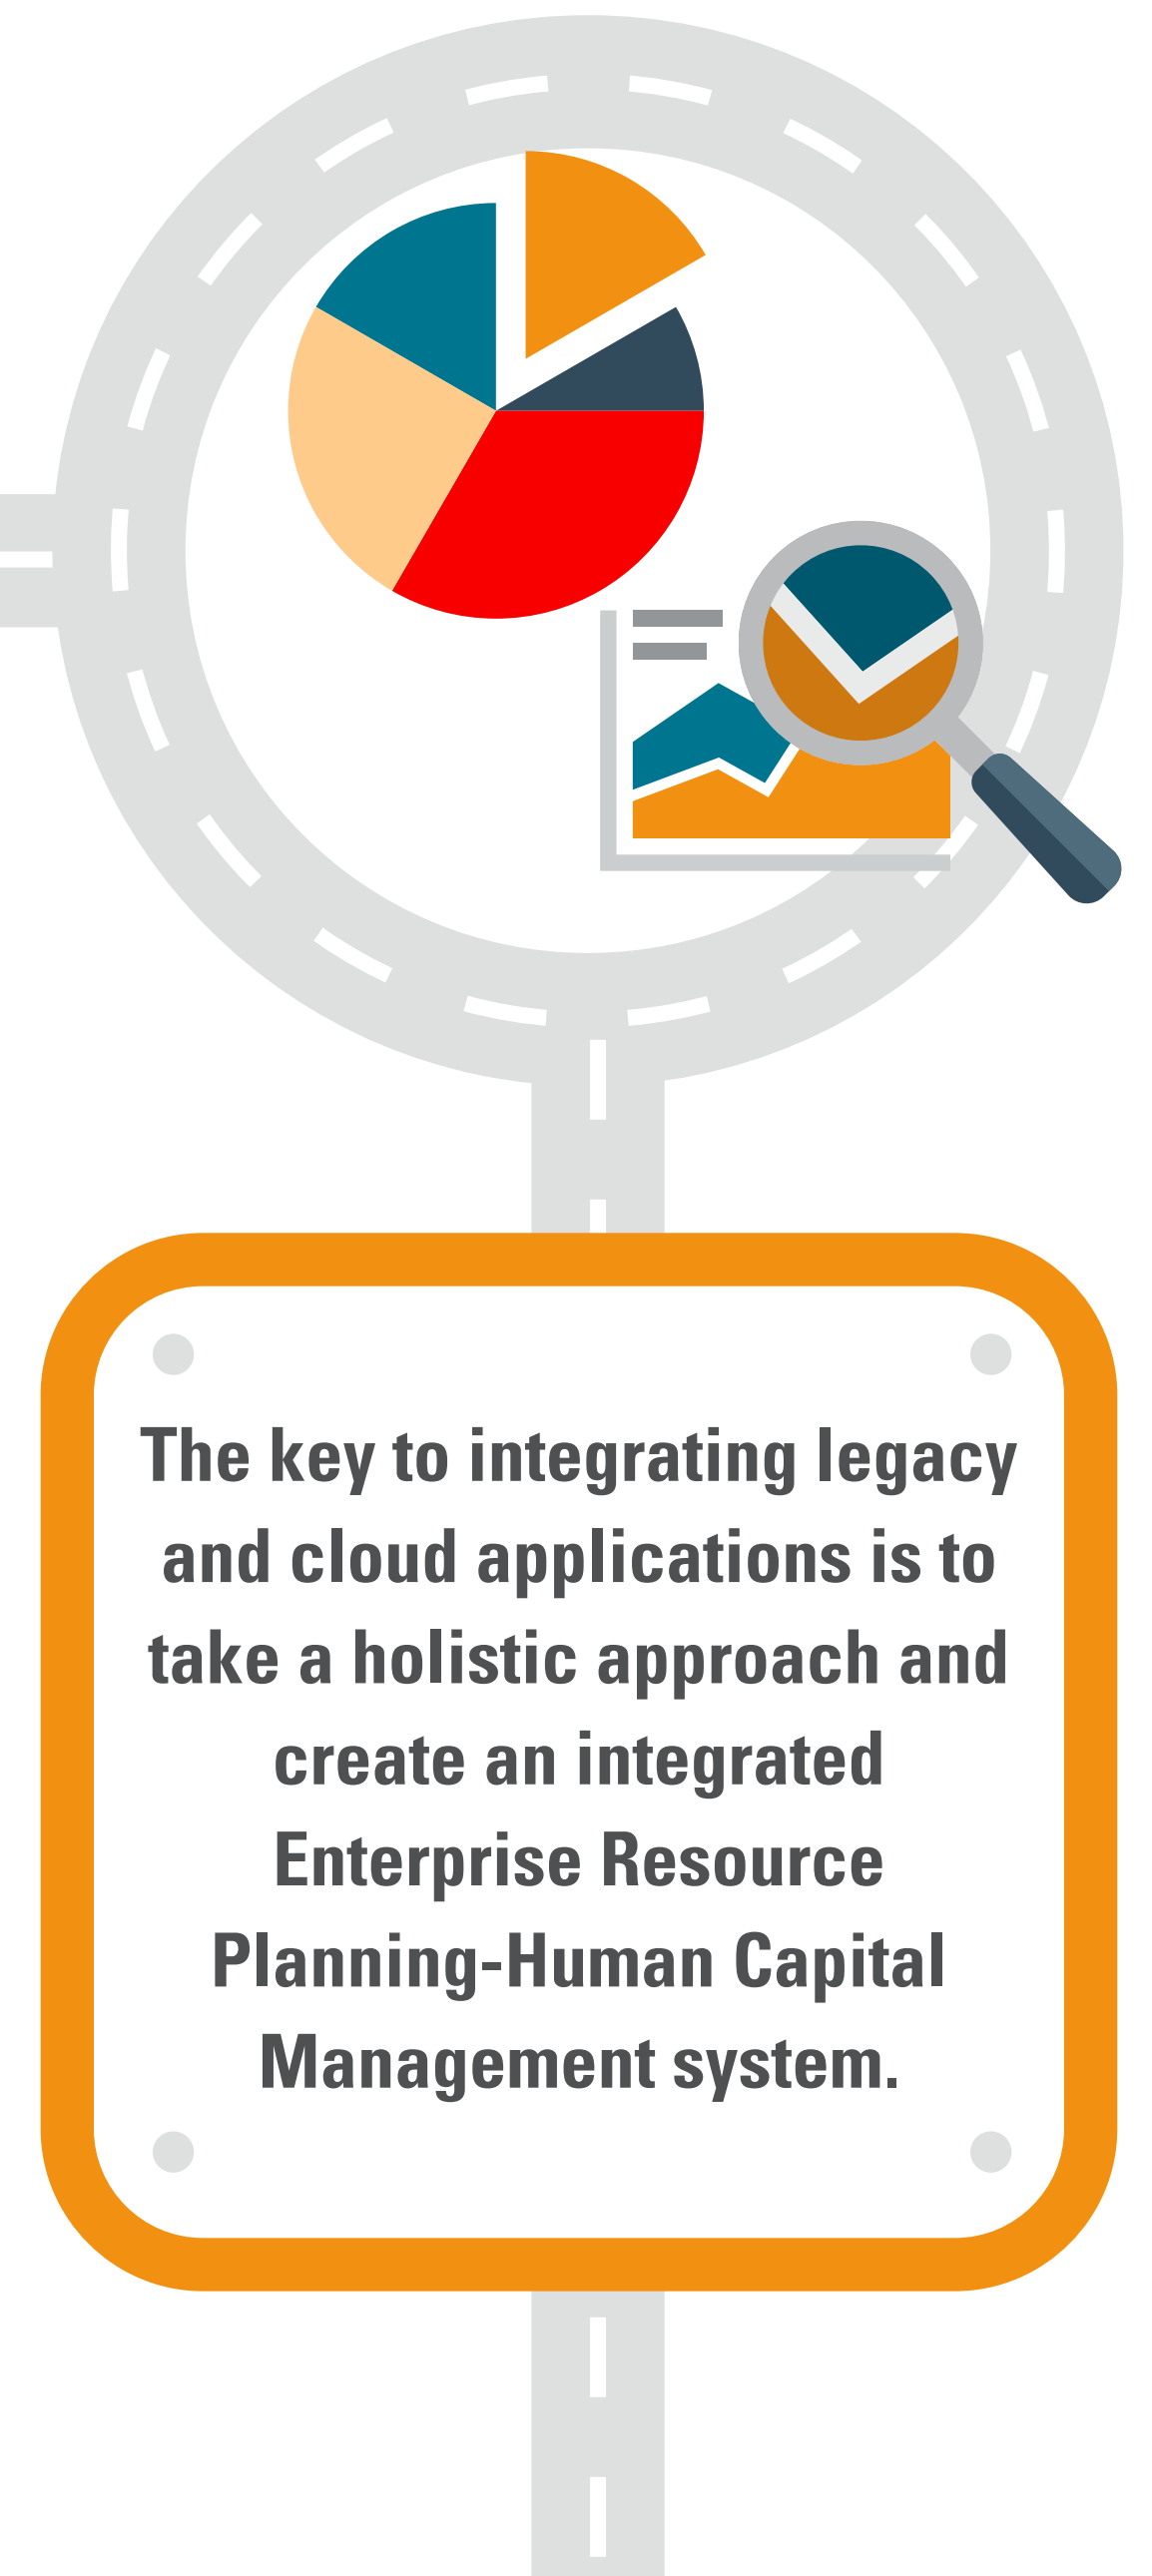 The key to integrating legacy
and cloud applications is to
take a holistic approach and
create an integrated
Enterprise Resource
Planning-Human Capital
Management system.